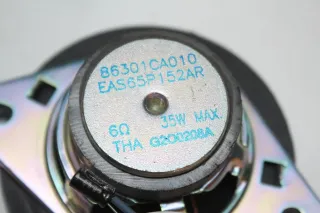 86301CA010
EAS65P152AR
6Ω 35W MAX.
THA G200208A